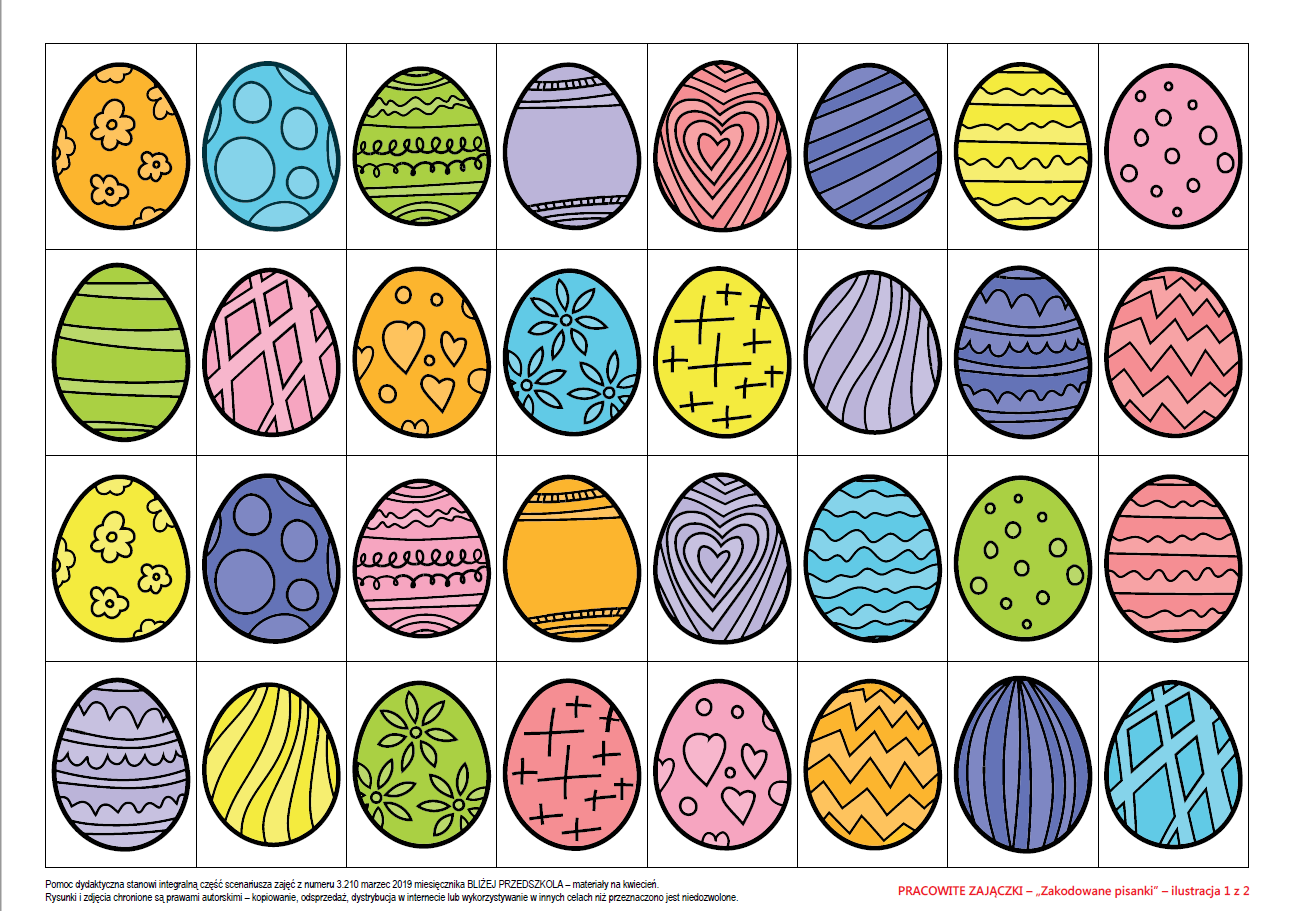 Pomoc dydaktyczna stanowi integralną część scenariusza zajęć z numeru 3.210 marzec 2019 miesięcznika BLIŻEJ PRZEDSZKOLA – materiały na kwiecień.
Rysunki i zdjęcia chronione są prawami autorskimi – kopiowanie, odsprzedaż, dystrybucja w internecie lub wykorzystywanie w innych celach niż przeznaczono jest niedozwolone.
PRACOWITE ZAJĄCZKI – „Zakodowane pisanki” – ilustracja 1 z 2